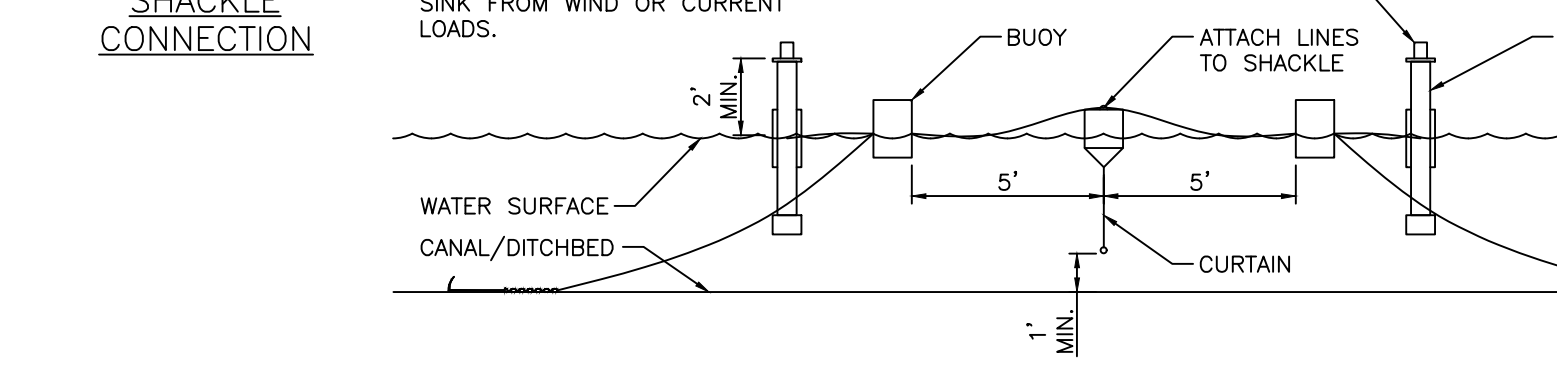 SHACKLE
CONNECTION
SINK FROM WIND OR CURRENT
LOADS.
BUOY
ATTACH LINES
TO SHACKLE
2'
MIN.
5'
5'
WATER SURFACE
CANAL/DITCHBED
CURTAIN
1'
MIN.